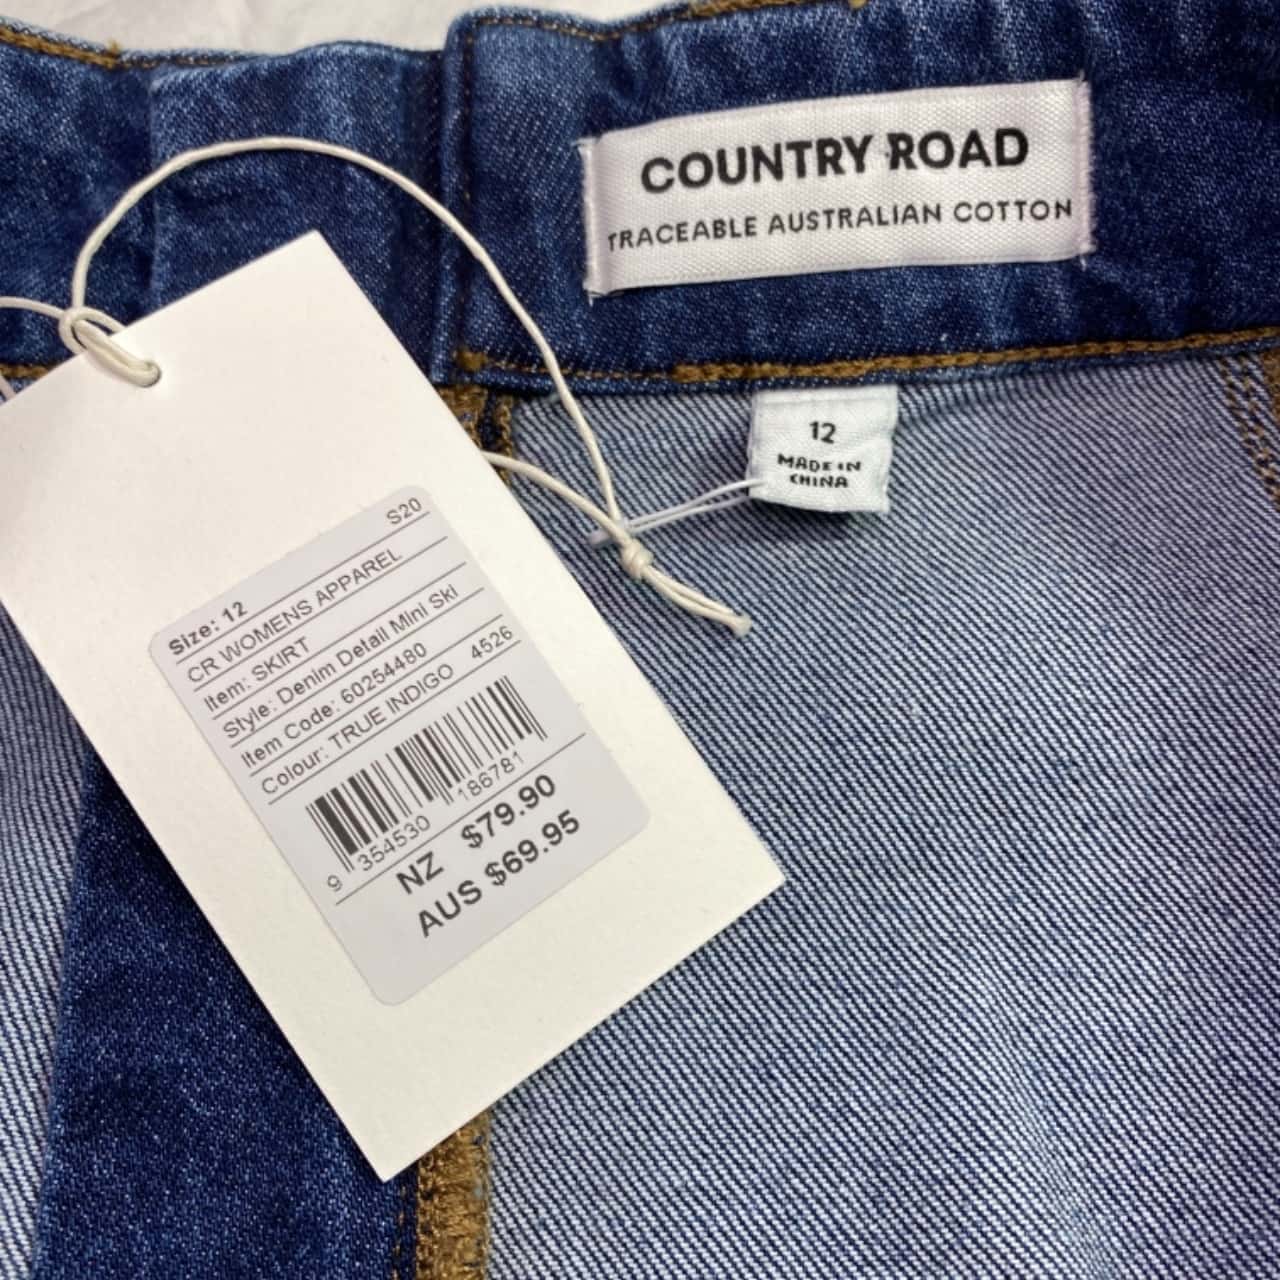 COUNTRY ROAD
TRACEABLE AUSTRALIAN COTTON
12
MADE IN
CHINA
S20
Size: 12
CR WOMENS APPAREL
Item: SKIRT
Style: Denim Detail Mini Ski
Item Code: 60254480
Colour: TRUE INDIGO 4526
9 354530 186781
NZ $79.90
AUS $69.95